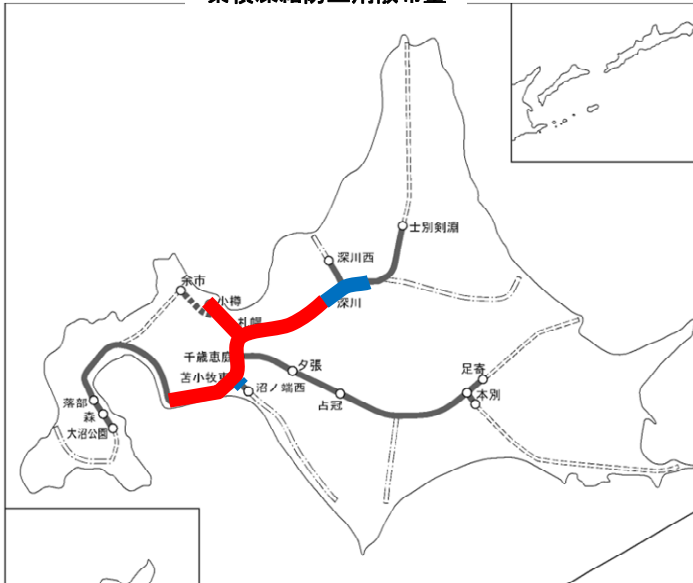 士別剣淵
深川西
余市
小樽
深川
札幌
千歳恵庭
夕張
足寄
苫小牧東
沼ノ端西
占冠
本別
落部
森
大沼公園